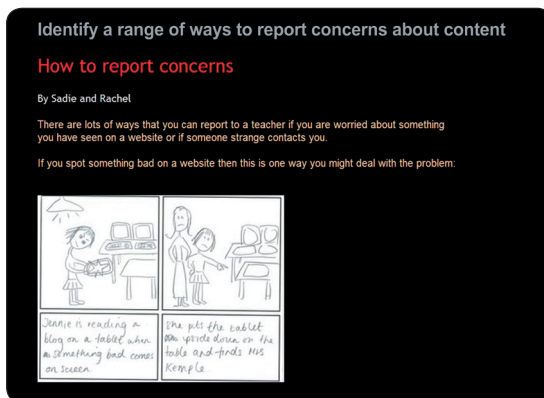 Identify a range of ways to report concerns about content
How to report concerns
By Sadie and Rachel
There are lots of ways that you can report to a teacher if you are worried about something
you have seen on a website or if someone strange contacts you.
If you spot something bad on a website then this is one way you might deal with the problem:
Jennie is reading a
blog on a tablet when
something bad comes
on screen.
She puts the tablet
upside down on the
table and finds Mrs
Kemple.